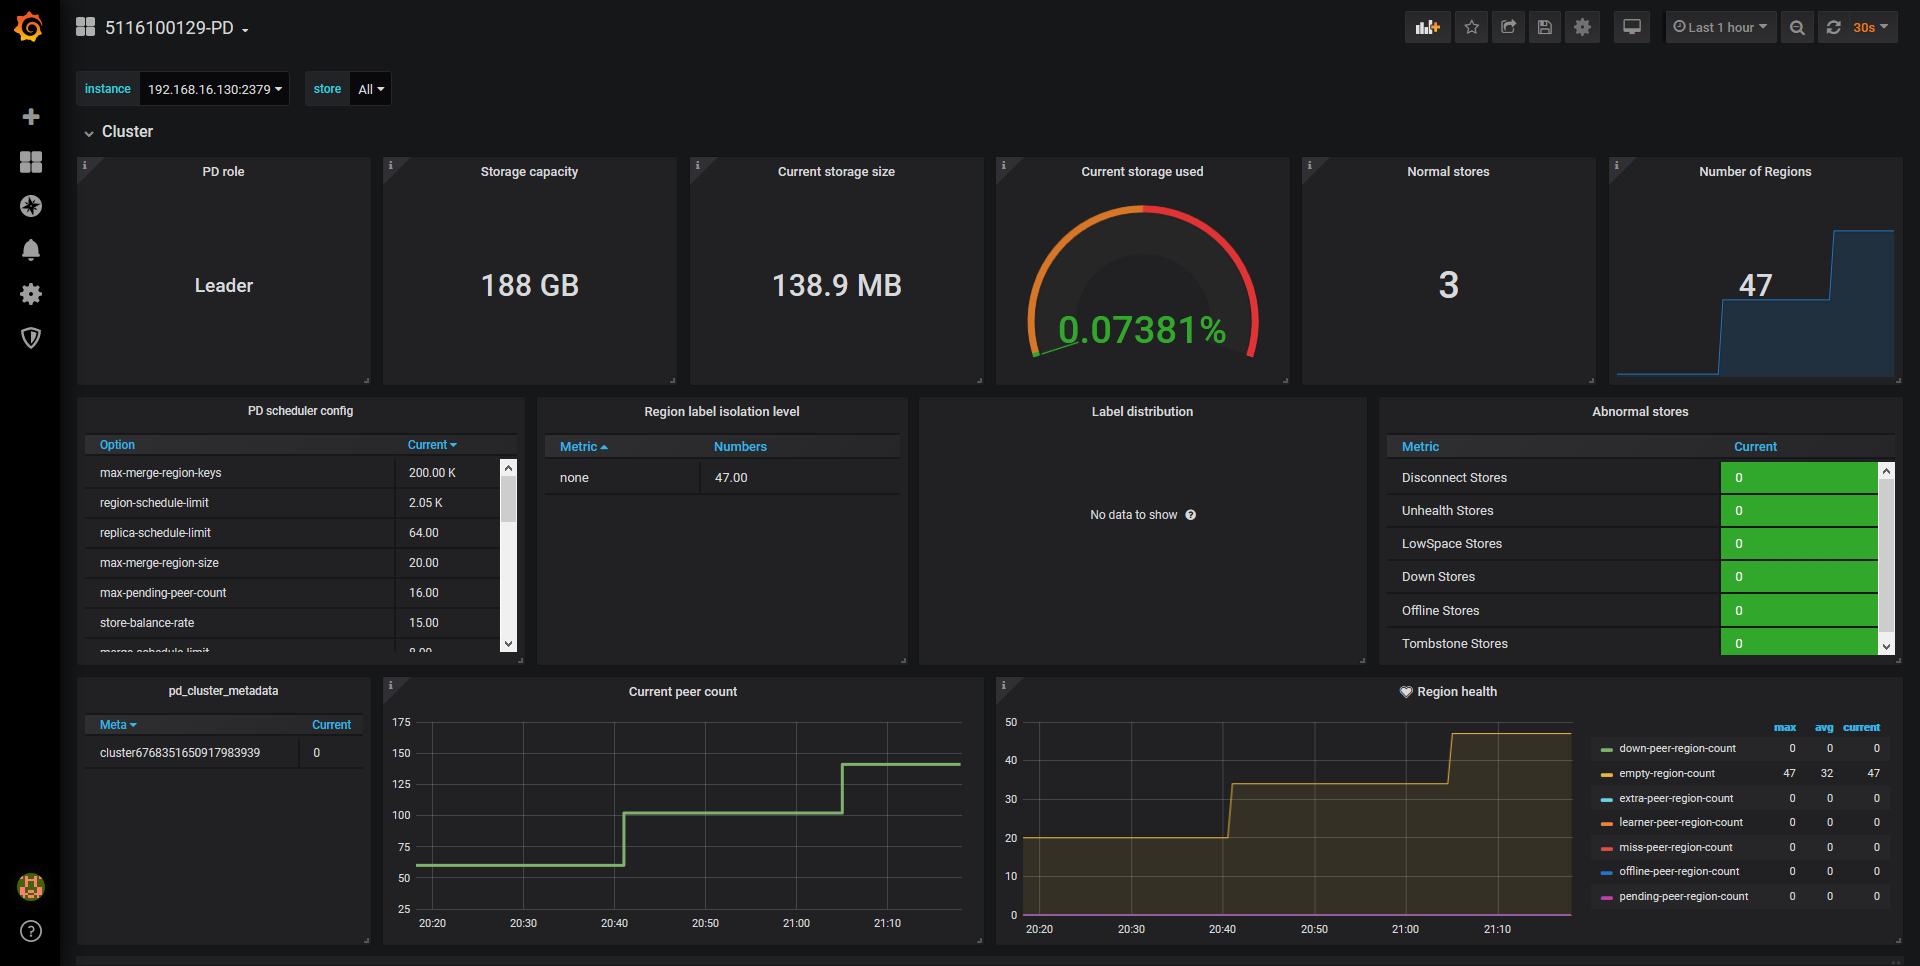 5116100129-PD
Last 1 hour
30s
instance 192.168.16.130:2379
store All
Cluster
PD role
Leader
Storage capacity
188 GB
Current storage size
138.9 MB
Current storage used
0.07381%
Normal stores
3
Number of Regions
47
PD scheduler config
Option Current
max-merge-region-keys 200.00 K
region-schedule-limit 2.05 K
replica-schedule-limit 64.00
max-merge-region-size 20.00
max-pending-peer-count 16.00
store-balance-rate 15.00
merge-schedule-limit 8.00
Region label isolation level
Metric Numbers
none 47.00
Label distribution
No data to show
Abnormal stores
Metric Current
Disconnect Stores 0
Unhealth Stores 0
LowSpace Stores 0
Down Stores 0
Offline Stores 0
Tombstone Stores 0
pd_cluster_metadata
Meta Current
cluster6768351650917983939 0
Current peer count
175
150
125
100
75
50
25
20:20 20:30 20:40 20:50 21:00 21:10
Region health
50
40
30
20
10
0
20:20 20:30 20:40 20:50 21:00 21:10
max avg current
down-peer-region-count 0 0 0
empty-region-count 47 32 47
extra-peer-region-count 0 0 0
learner-peer-region-count 0 0 0
miss-peer-region-count 0 0 0
offline-peer-region-count 0 0 0
pending-peer-region-count 0 0 0